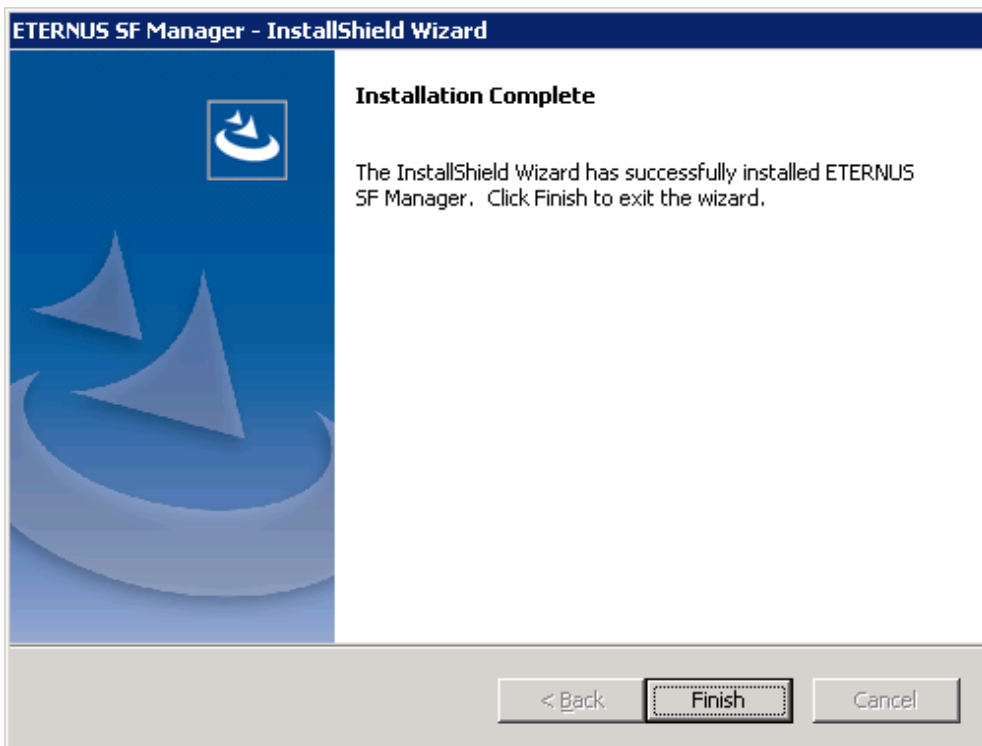 ETERNUS SF Manager - InstallShield Wizard
Installation Complete
The InstallShield Wizard has successfully installed ETERNUS
SF Manager.  Click Finish to exit the wizard.
< Back
Finish
Cancel